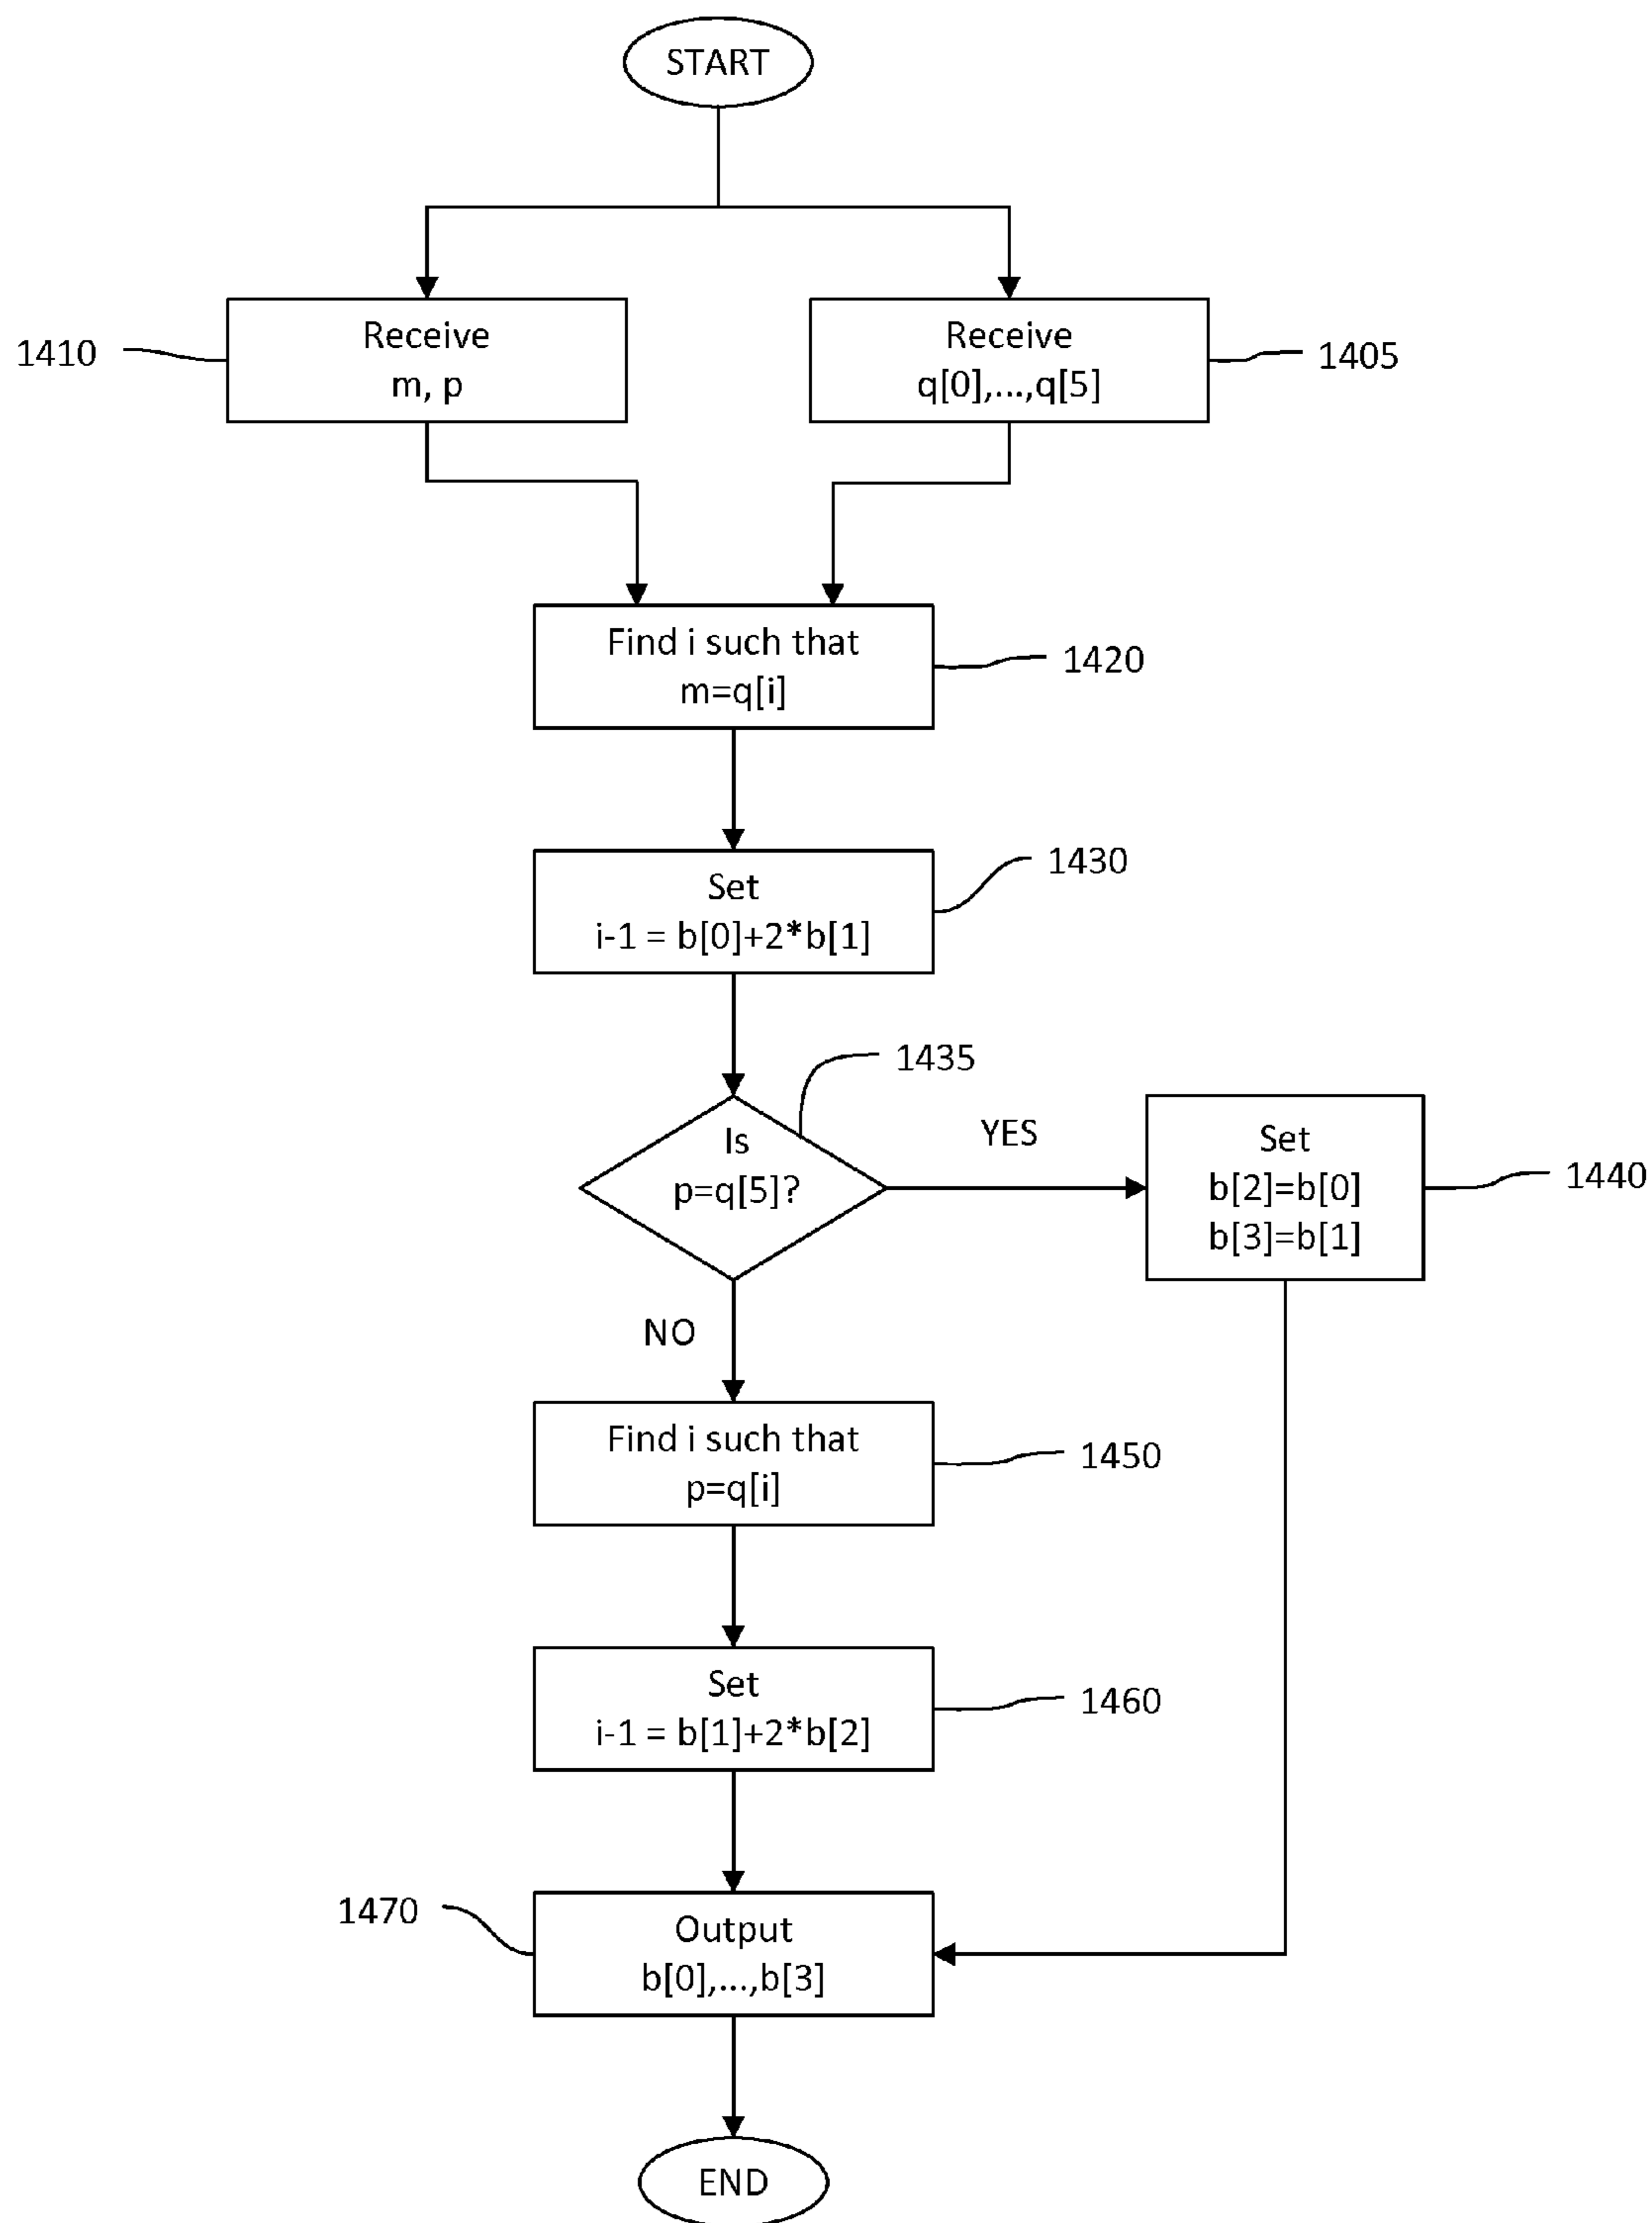 START
1410
Receive
m, p
Receive
q[0],...,q[5]
1405
Find i such that
m=q[i]
1420
Set
i-1 = b[0]+2*b[1]
1430
1435
Is
p=q[5]?
YES
Set
b[2]=b[0]
b[3]=b[1]
1440
NO
Find i such that
p=q[i]
1450
Set
i-1 = b[1]+2*b[2]
1460
1470
Output
b[0],...,b[3]
END